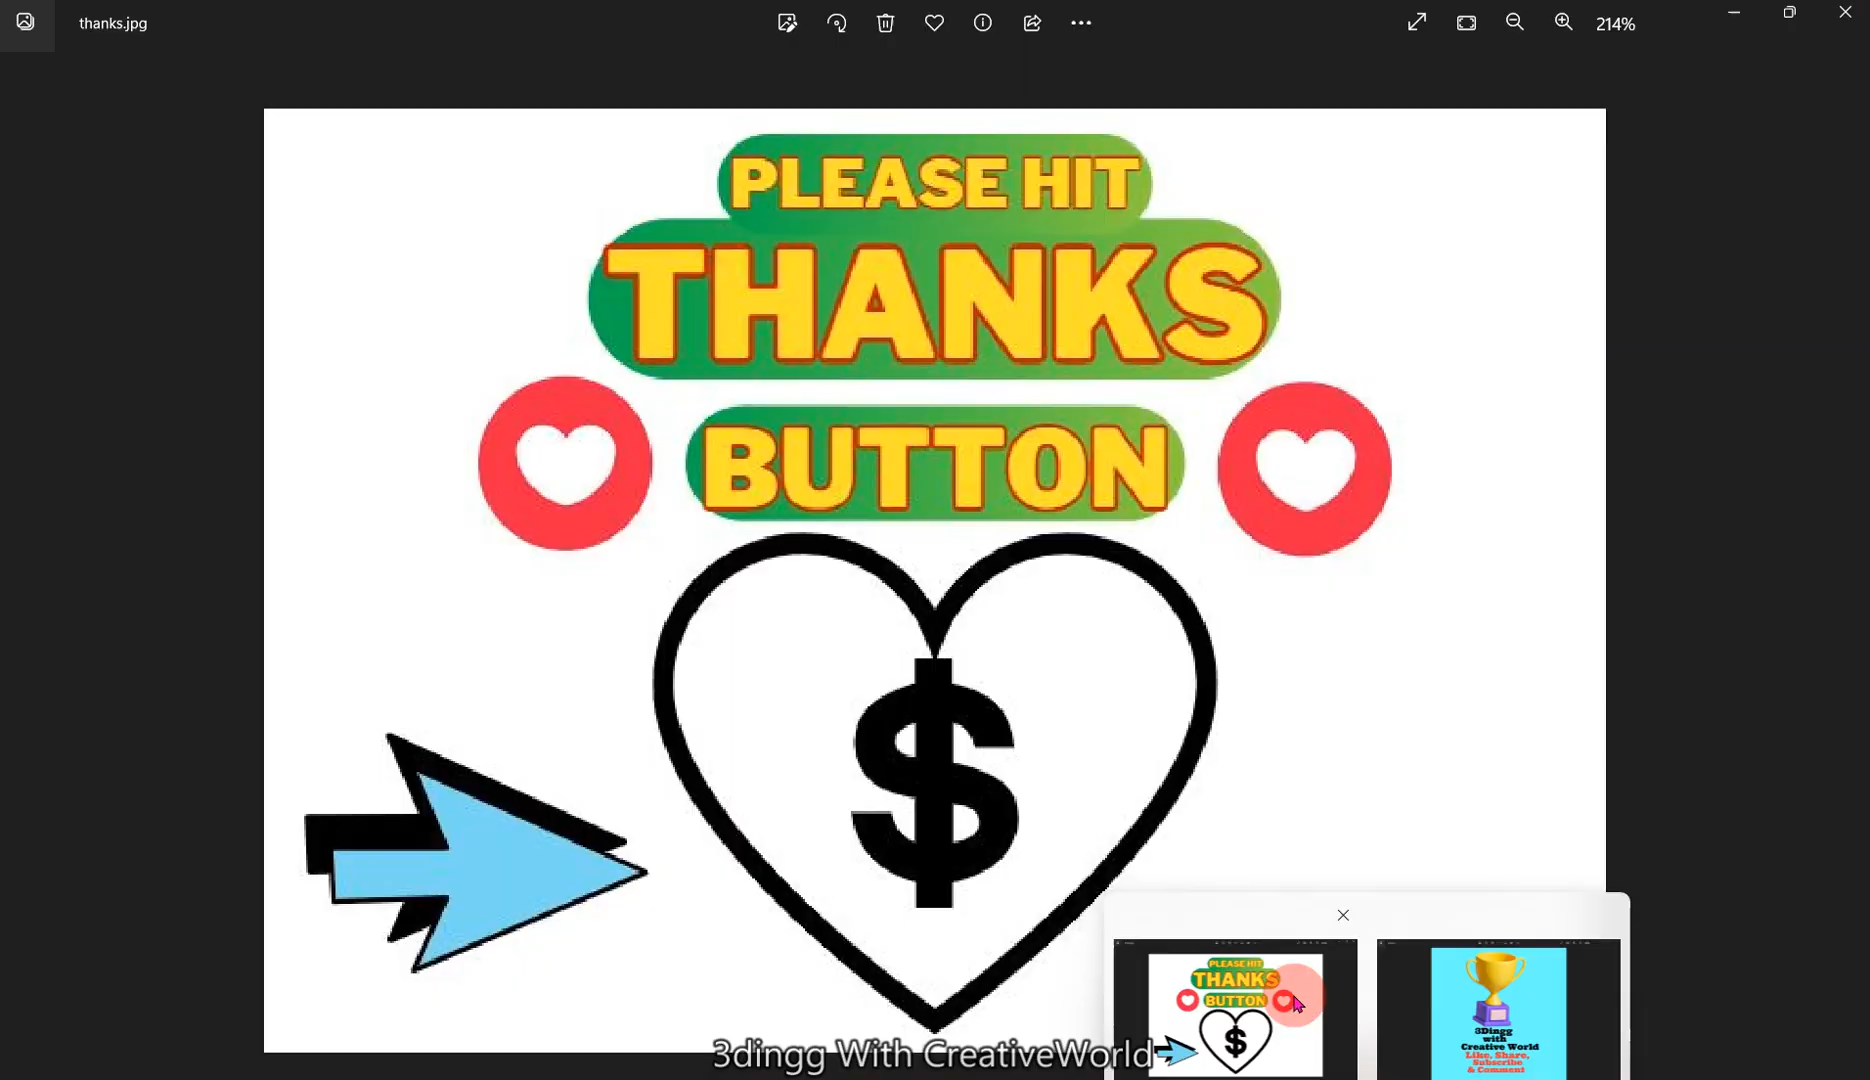 thanks.jpg
214%
PLEASE HIT
THANKS
BUTTON
$
3dingg With CreativeWorld
PLEASE HIT
THANKS
BUTTON
$
3Dingg
with
Creative World
Like, Share,
Subscribe
& Comment